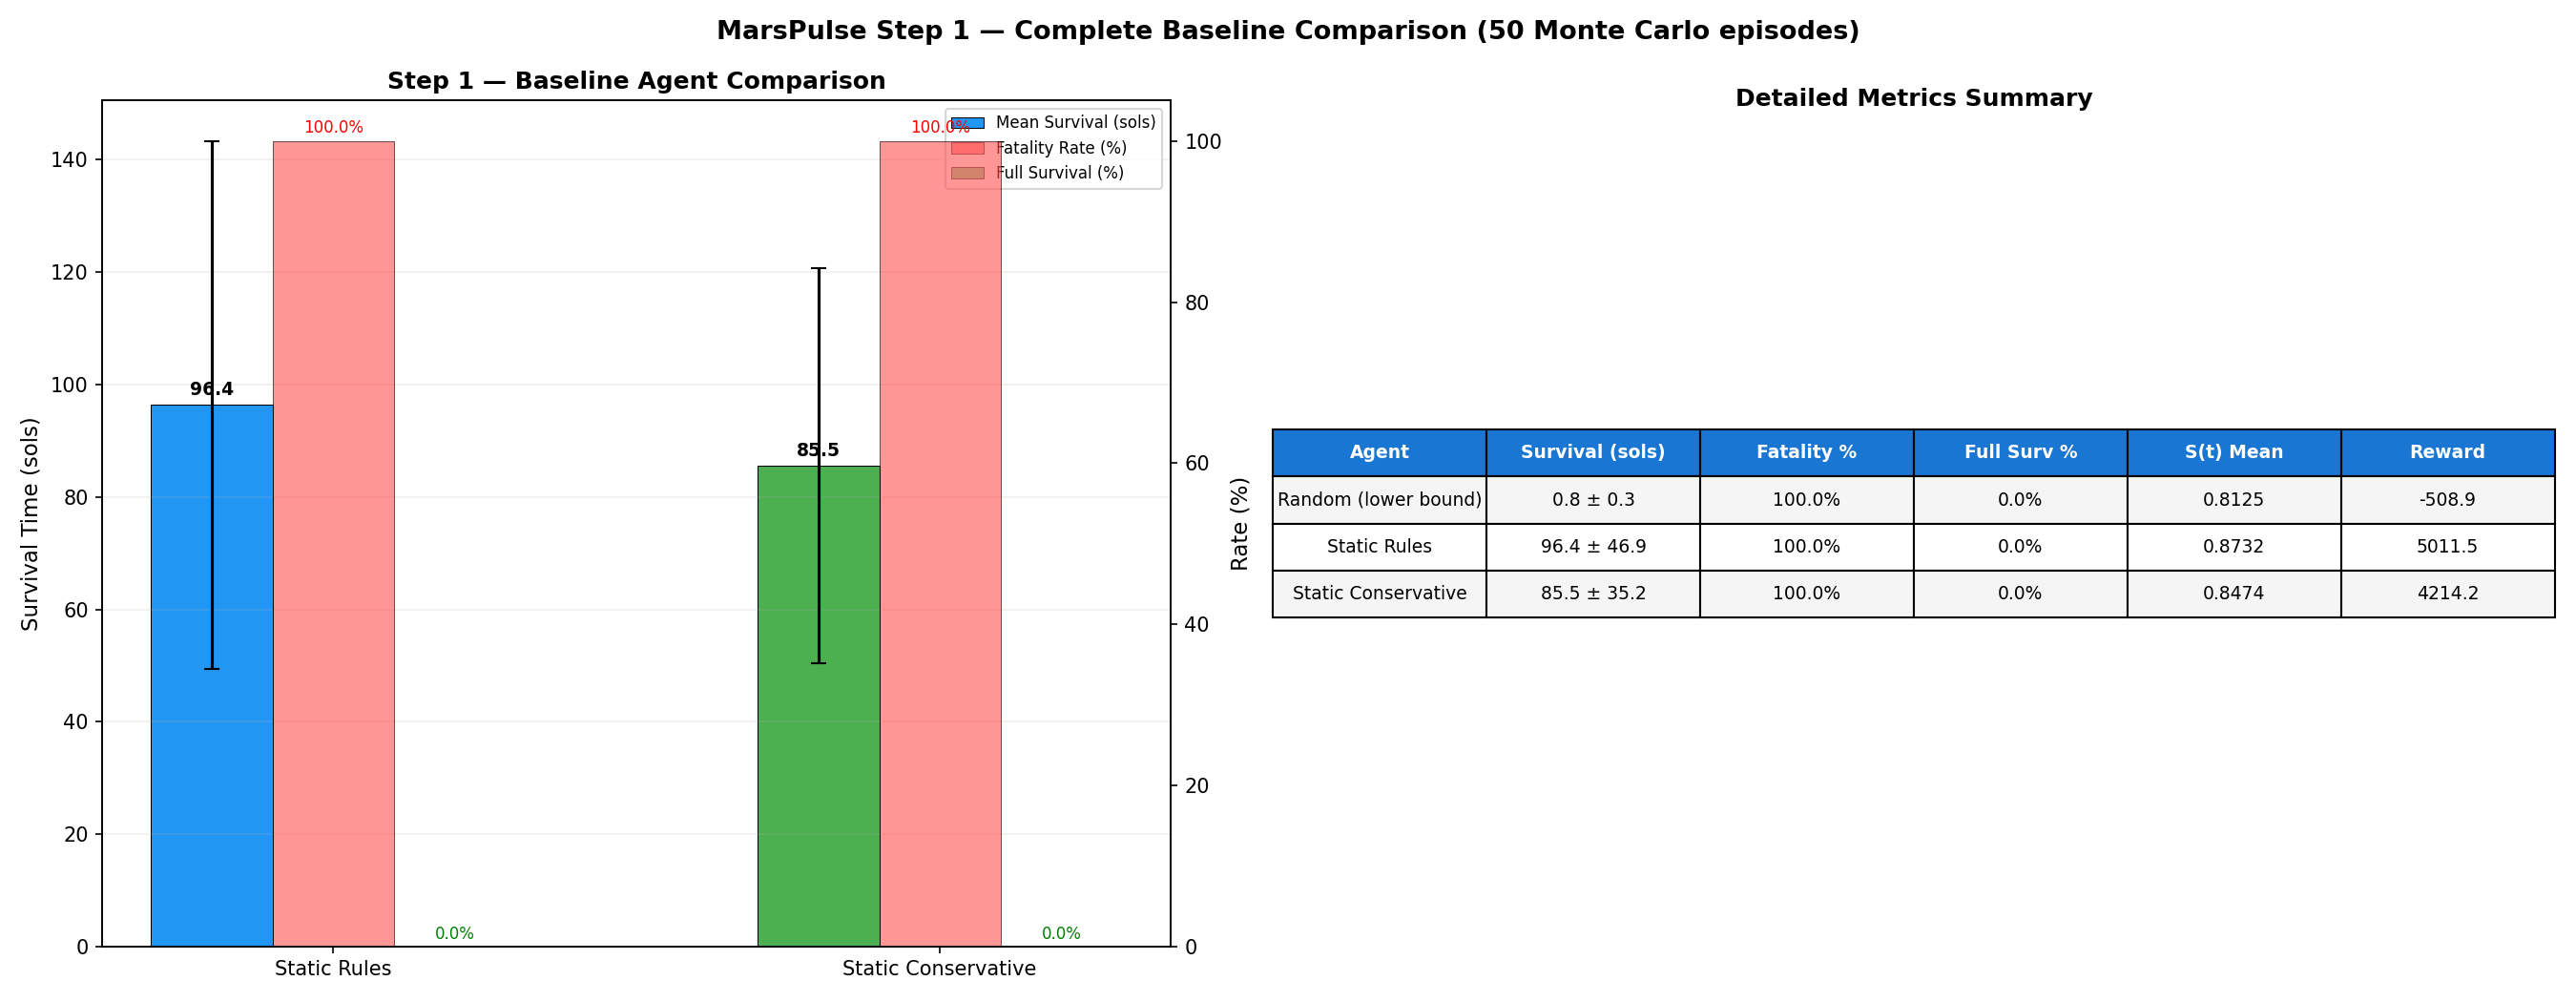 MarsPulse Step 1 — Complete Baseline Comparison (50 Monte Carlo episodes)
Step 1 — Baseline Agent Comparison
Survival Time (sols)
0
20
40
60
80
100
120
140
96.4
100.0%
0.0%
85.5
100.0%
0.0%
Mean Survival (sols)
Fatality Rate (%)
Full Survival (%)
Static Rules
Static Conservative
0
20
40
60
80
100
Rate (%)
Detailed Metrics Summary
Agent Survival (sols) Fatality % Full Surv % S(t) Mean Reward
Random (lower bound) 0.8 ± 0.3 100.0% 0.0% 0.8125 -508.9
Static Rules 96.4 ± 46.9 100.0% 0.0% 0.8732 5011.5
Static Conservative 85.5 ± 35.2 100.0% 0.0% 0.8474 4214.2